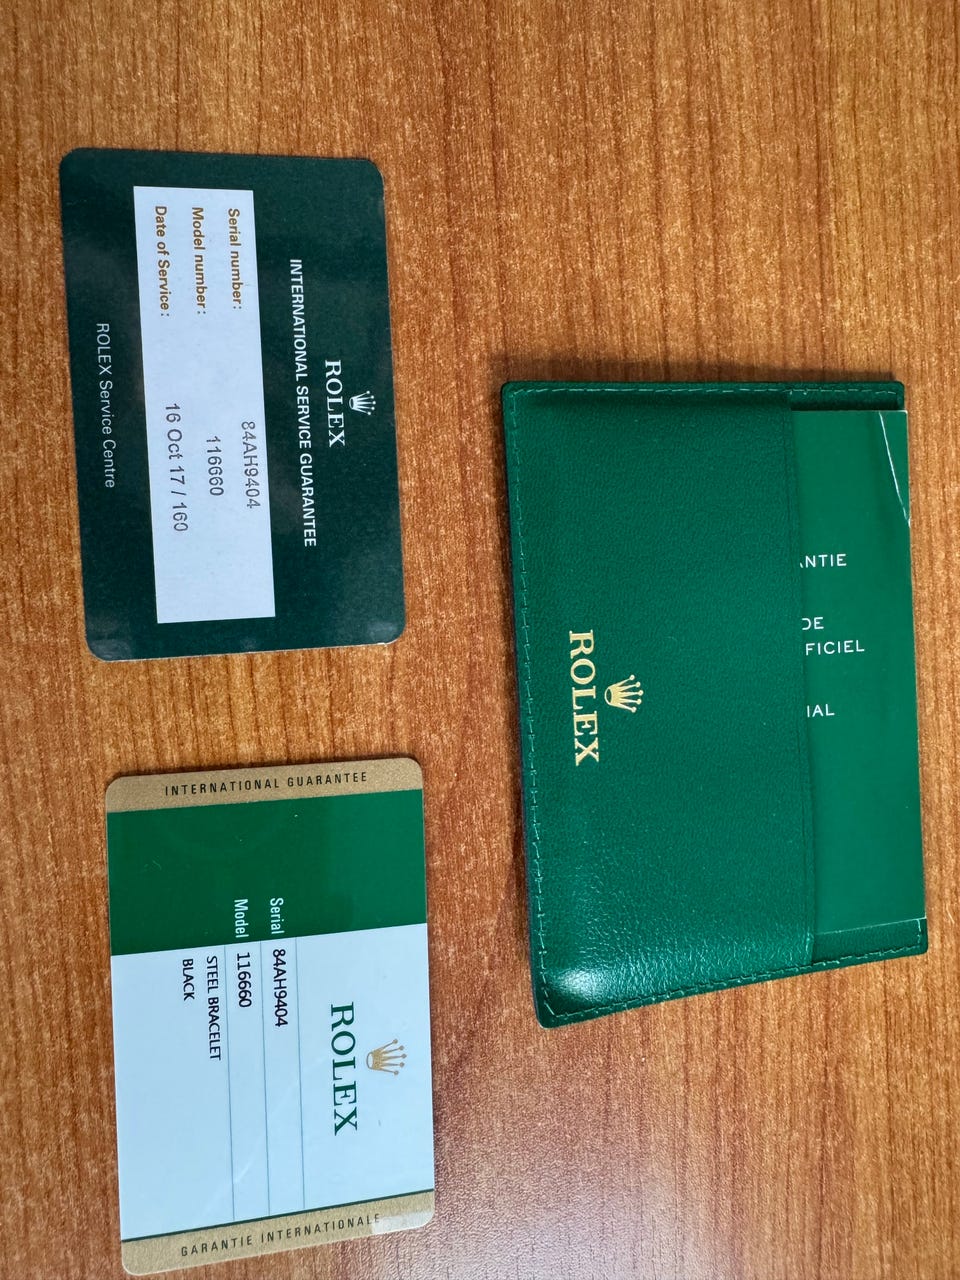 ROLEX
INTERNATIONAL SERVICE GUARANTEE
Serial number: 84AH9404
Model number: 116660
Date of Service: 16 Oct 17 / 160
ROLEX Service Centre
INTERNATIONAL GUARANTEE
ROLEX
Serial 84AH9404
Model 116660
STEEL BRACELET
BLACK
GARANTIE INTERNATIONALE
ROLEX
ANTIE
DE
FICIEL
IAL